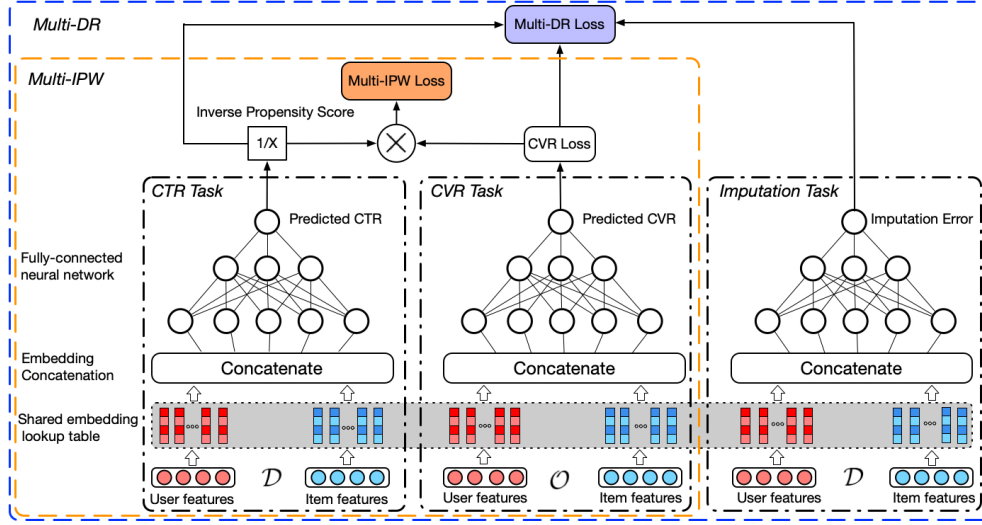 Multi-DR
Multi-DR Loss
Multi-IPW
Multi-IPW Loss
Inverse Propensity Score
1/X
CVR Loss
CTR Task
CVR Task
Imputation Task
Predicted CTR
Predicted CVR
Imputation Error
Fully-connected
neural network
Embedding
Concatenation
Concatenate
Concatenate
Concatenate
Shared embedding
lookup table
User features
D
Item features
User features
O
Item features
User features
D
Item features